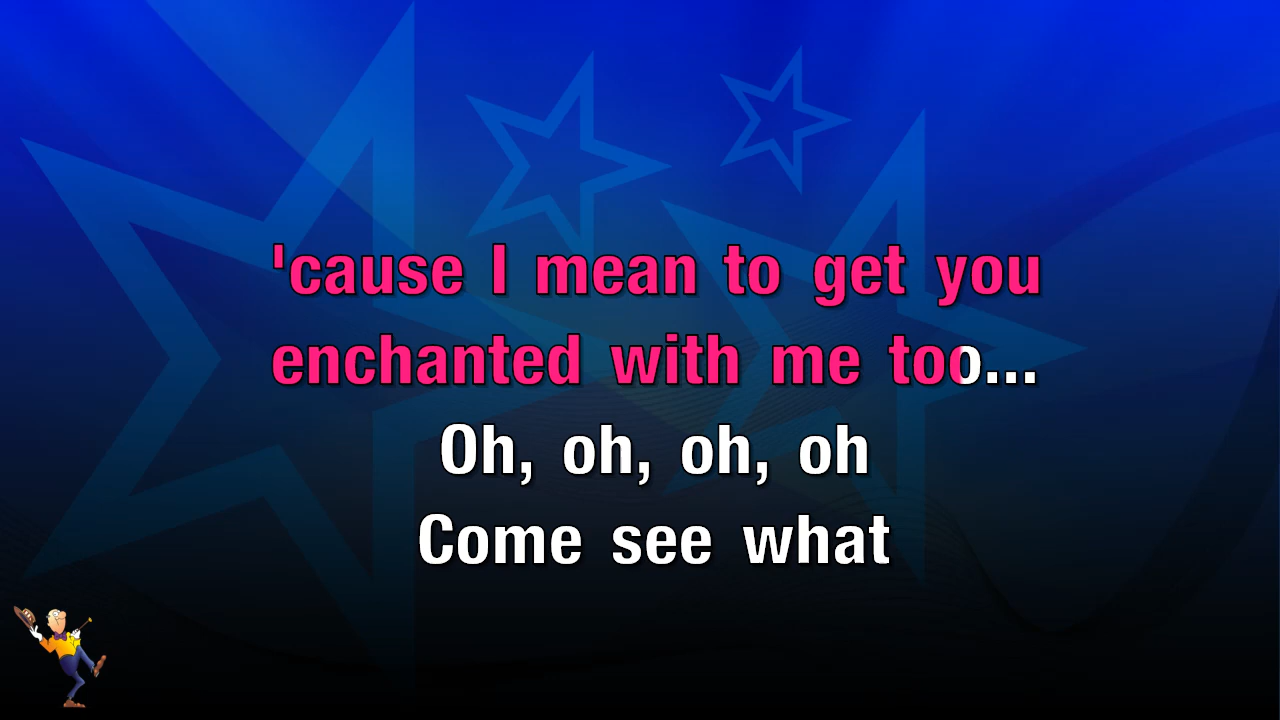 'cause I mean to get you
enchanted with me too...
Oh, oh, oh, oh
Come see what